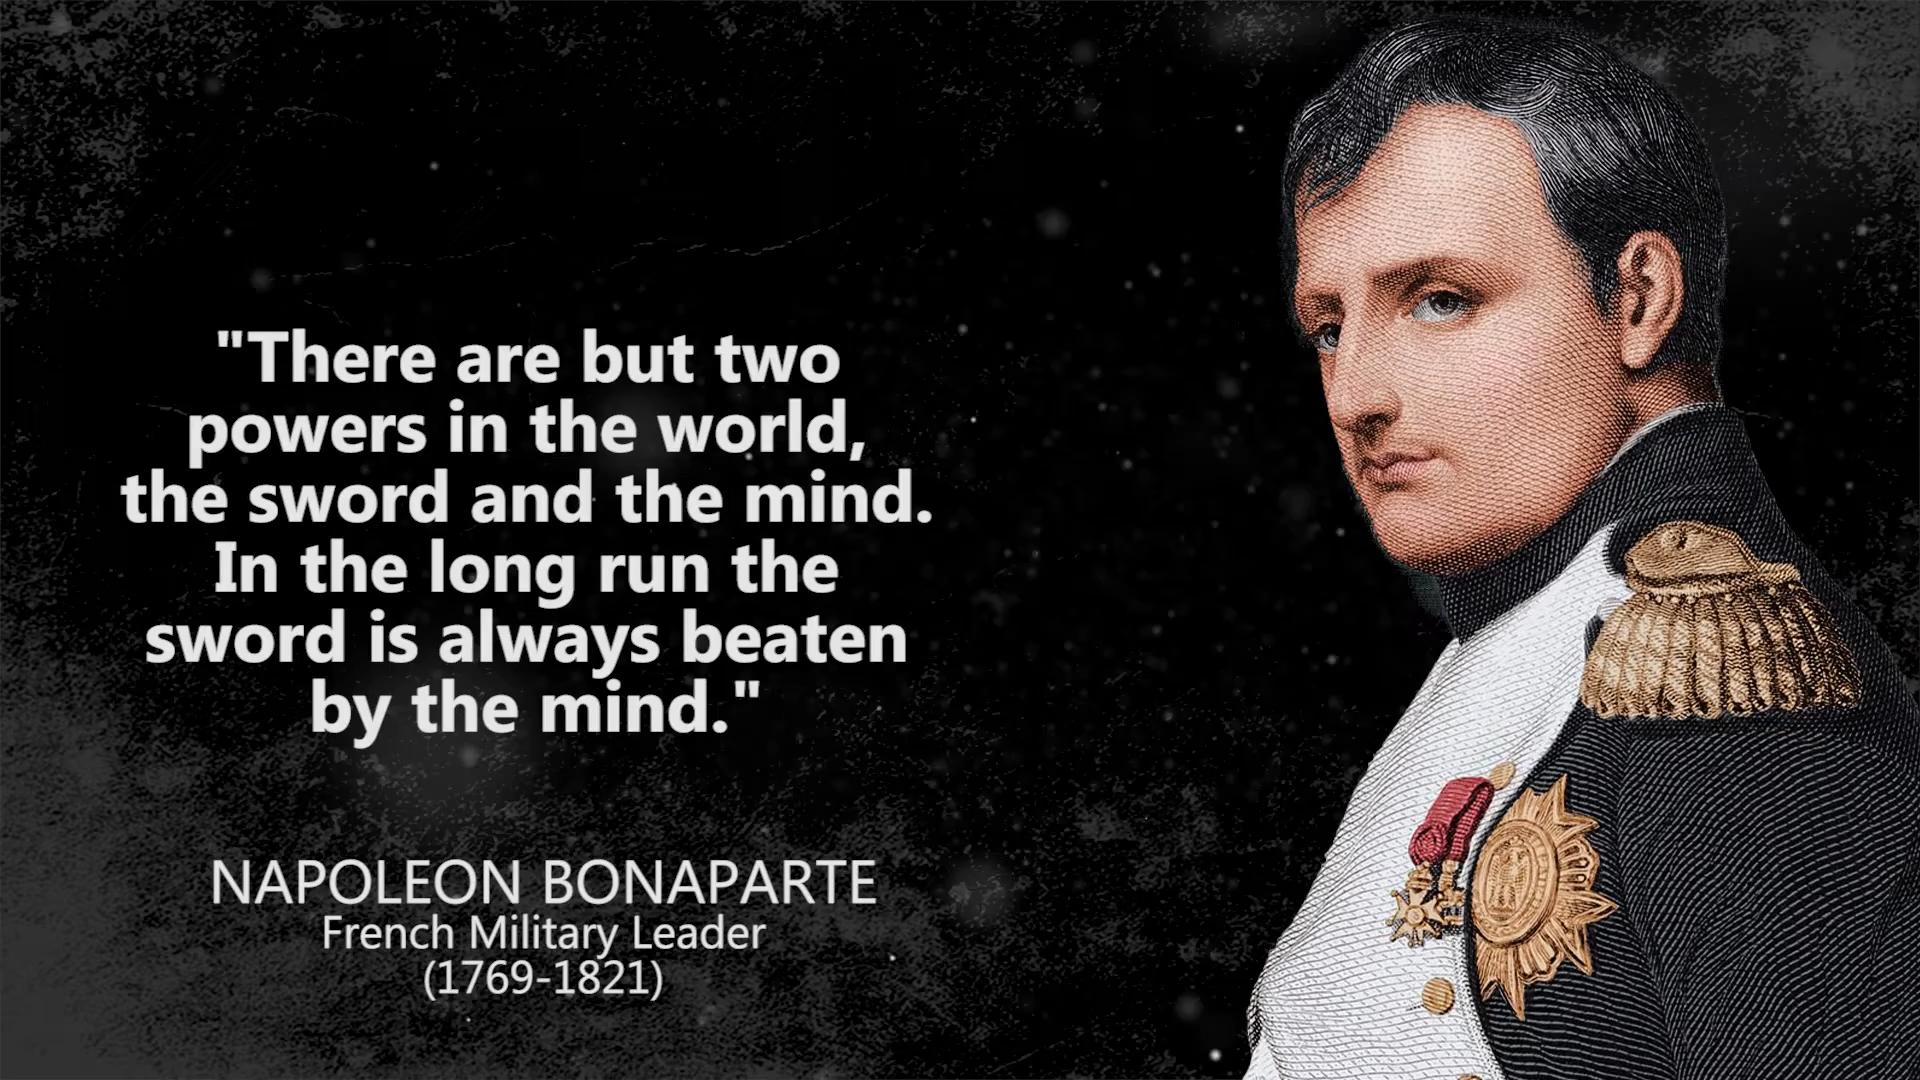 "There are but two
powers in the world,
the sword and the mind.
In the long run the
sword is always beaten
by the mind."
NAPOLEON BONAPARTE
French Military Leader
(1769-1821)